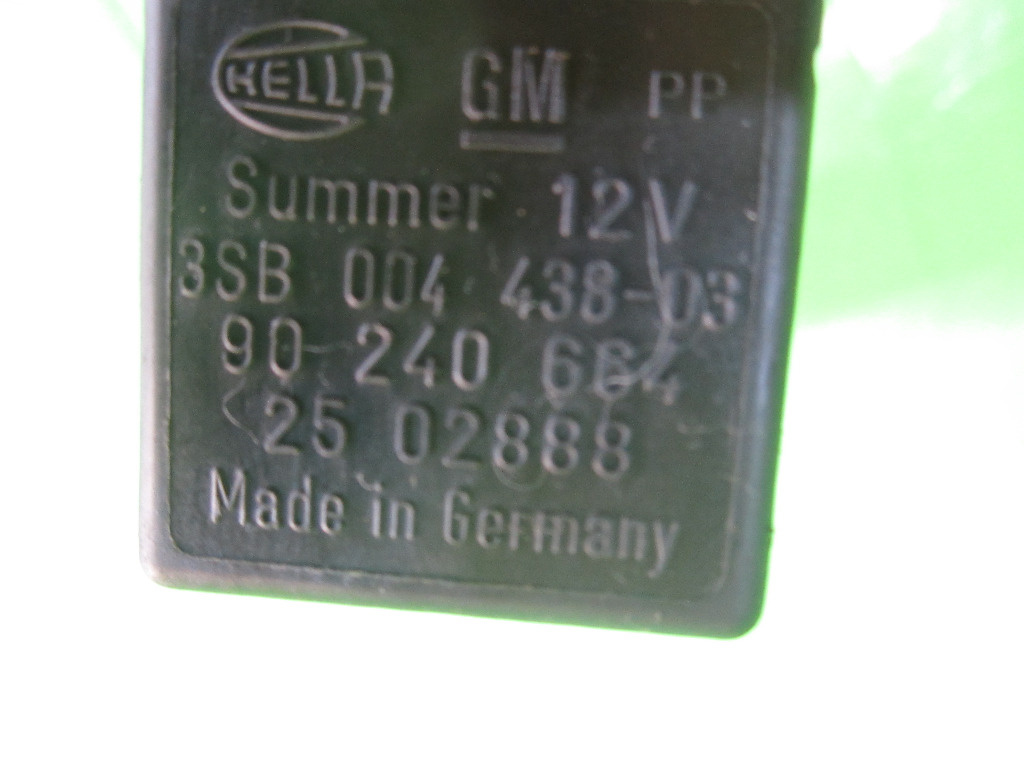 HELLA GM PP
Summer 12V
3SB 004 438-03
90 240 664
25 02888
Made in Germany